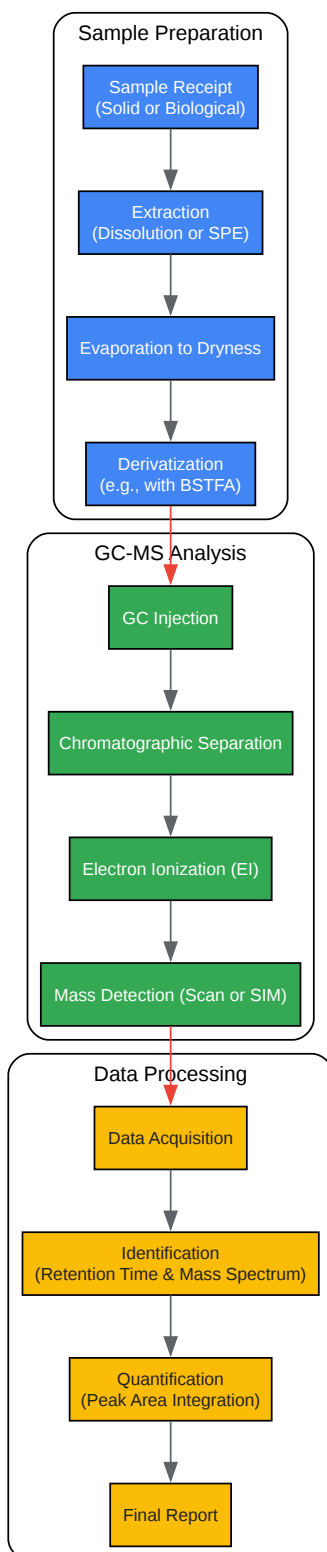 Sample Preparation
Sample Receipt
(Solid or Biological)
Extraction
(Dissolution or SPE)
Evaporation to Dryness
Derivatization
(e.g., with BSTFA)
GC-MS Analysis
GC Injection
Chromatographic Separation
Electron Ionization (EI)
Mass Detection (Scan or SIM)
Data Processing
Data Acquisition
Identification
(Retention Time & Mass Spectrum)
Quantification
(Peak Area Integration)
Final Report